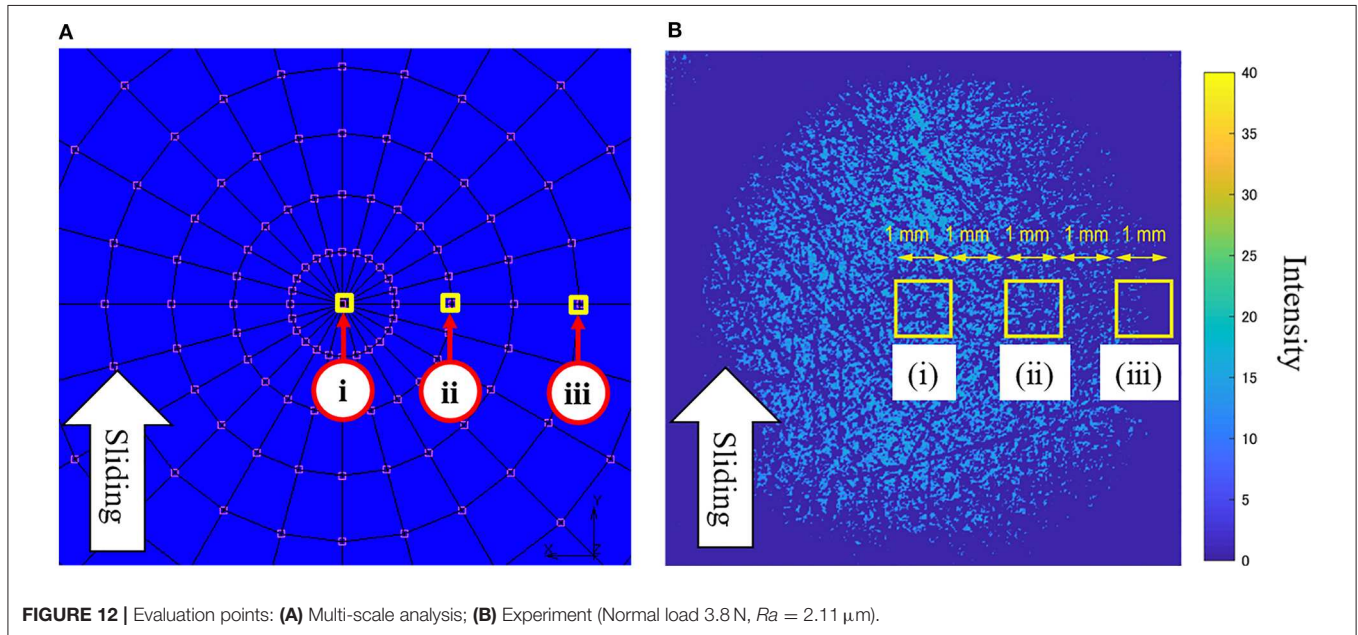 A
B
i
ii
iii
Sliding
Y
X
Z
1 mm 1 mm 1 mm 1 mm 1 mm
(i) (ii) (iii)
Sliding
40
35
30
25
20
15
10
5
0
Intensity
FIGURE 12 | Evaluation points: (A) Multi-scale analysis; (B) Experiment (Normal load 3.8 N, Ra = 2.11 μm).